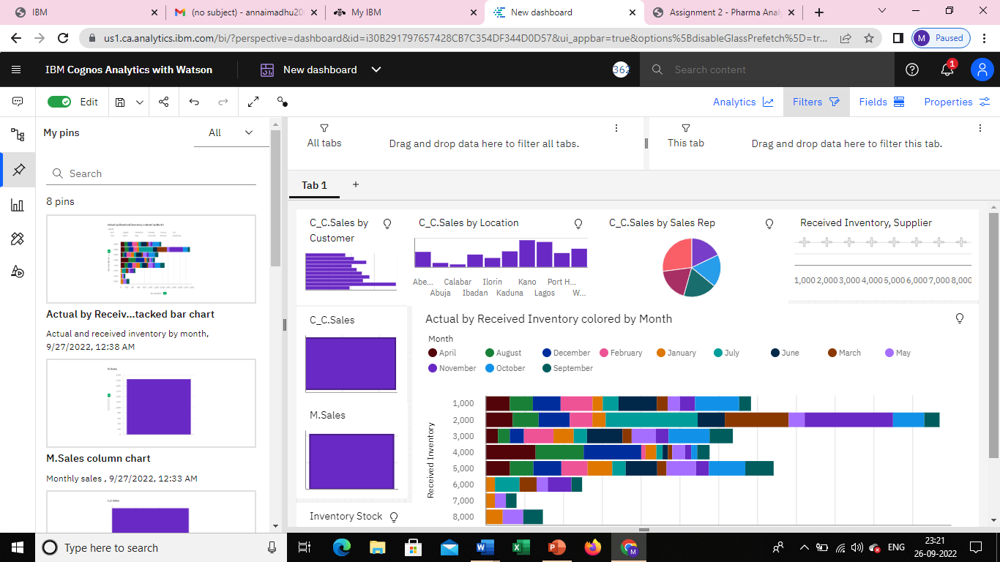 IBM
(no subject) - annaimadhu20
My IBM
New dashboard
Assignment 2 - Pharma Analy
us1.ca.analytics.ibm.com/bi/?perspective=dashboard&id=i30B291797657428CB7C354DF344D0D57&ui_appbar=true&options%5BdisableGlassPrefetch%5D=tr...
M Paused
IBM Cognos Analytics with Watson
New dashboard
362
Search content
1
Edit
Analytics
Filters
Fields
Properties
My pins
All
All tabs
Drag and drop data here to filter all tabs.
This tab
Drag and drop data here to filter this tab.
Search
Tab 1
8 pins
Actual by Receiv...tacked bar chart
Actual and received inventory by month,
9/27/2022, 12:38 AM
M.Sales column chart
Monthly sales , 9/27/2022, 12:33 AM
C_C.Sales by
Customer
C_C.Sales by Location
Abe... Calabar Ilorin Kano Port H...
Abuja Ibadan Kaduna Lagos W...
C_C.Sales by Sales Rep
Received Inventory, Supplier
1,000 2,000 3,000 4,000 5,000 6,000 7,000 8,000
C_C.Sales
M.Sales
Inventory Stock
Actual by Received Inventory colored by Month
Month
April August December February January July June March May
November October September
Received Inventory
1,000
2,000
3,000
4,000
5,000
6,000
7,000
8,000
Type here to search
M
ENG
23:21
26-09-2022